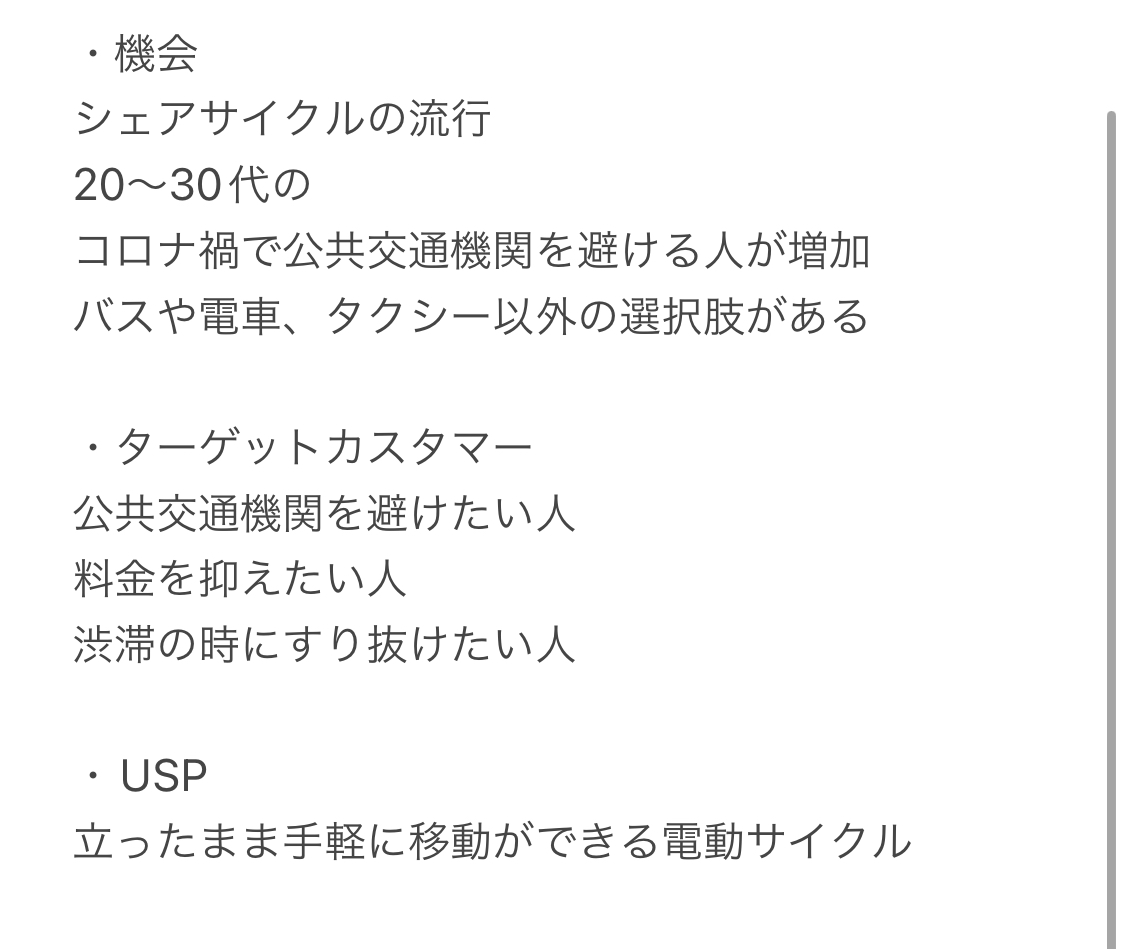 ・機会
シェアサイクルの流行
20〜30代の
コロナ禍で公共交通機関を避ける人が増加
バスや電車、タクシー以外の選択肢がある
・ターゲットカスタマー
公共交通機関を避けたい人
料金を抑えたい人
渋滞の時にすり抜けたい人
・USP
立ったまま手軽に移動ができる電動サイクル